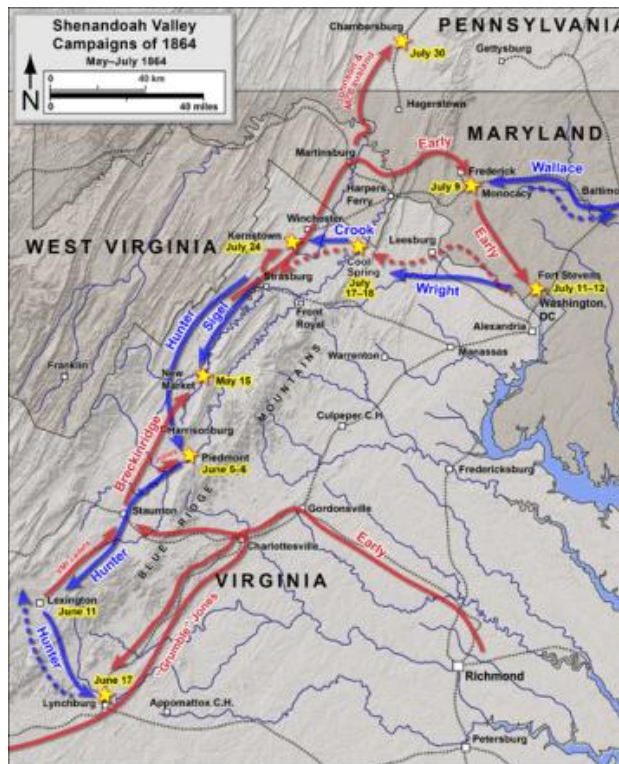 Shenandoah Valley
Campaigns of 1864
May–July 1864
0 40 km
0 40 miles
N
PENNSYLVANIA
Chambersburg
July 30
Gettysburg
McCausland
Hagerstown
MARYLAND
Martinsburg
Early
Frederick
Wallace
July 9
Monocacy
Baltimo
Harpers
Ferry
Winchester
Kernstown
July 24
Crook
Leesburg
Early
WEST VIRGINIA
Cool
Spring
July
17–18
Fort Stevens
July 11–12
Washington,
DC
Strasburg
Wright
Hunter
Sigel
Front
Royal
Alexandria
Manassas
Warrenton
Franklin
New
Market
May 15
MOUNTAINS
Culpeper C.H
Harrisonburg
Breckinridge
Piedmont
June 5–6
Fredericksburg
Staunton
BLUE RIDGE
Gordonsville
Charlottesville
Early
VMI cadets
Hunter
VIRGINIA
Lexington
June 11
Hunter
"Grumble" Jones
June 17
Lynchburg
Appomattox C.H.
Richmond
Petersburg